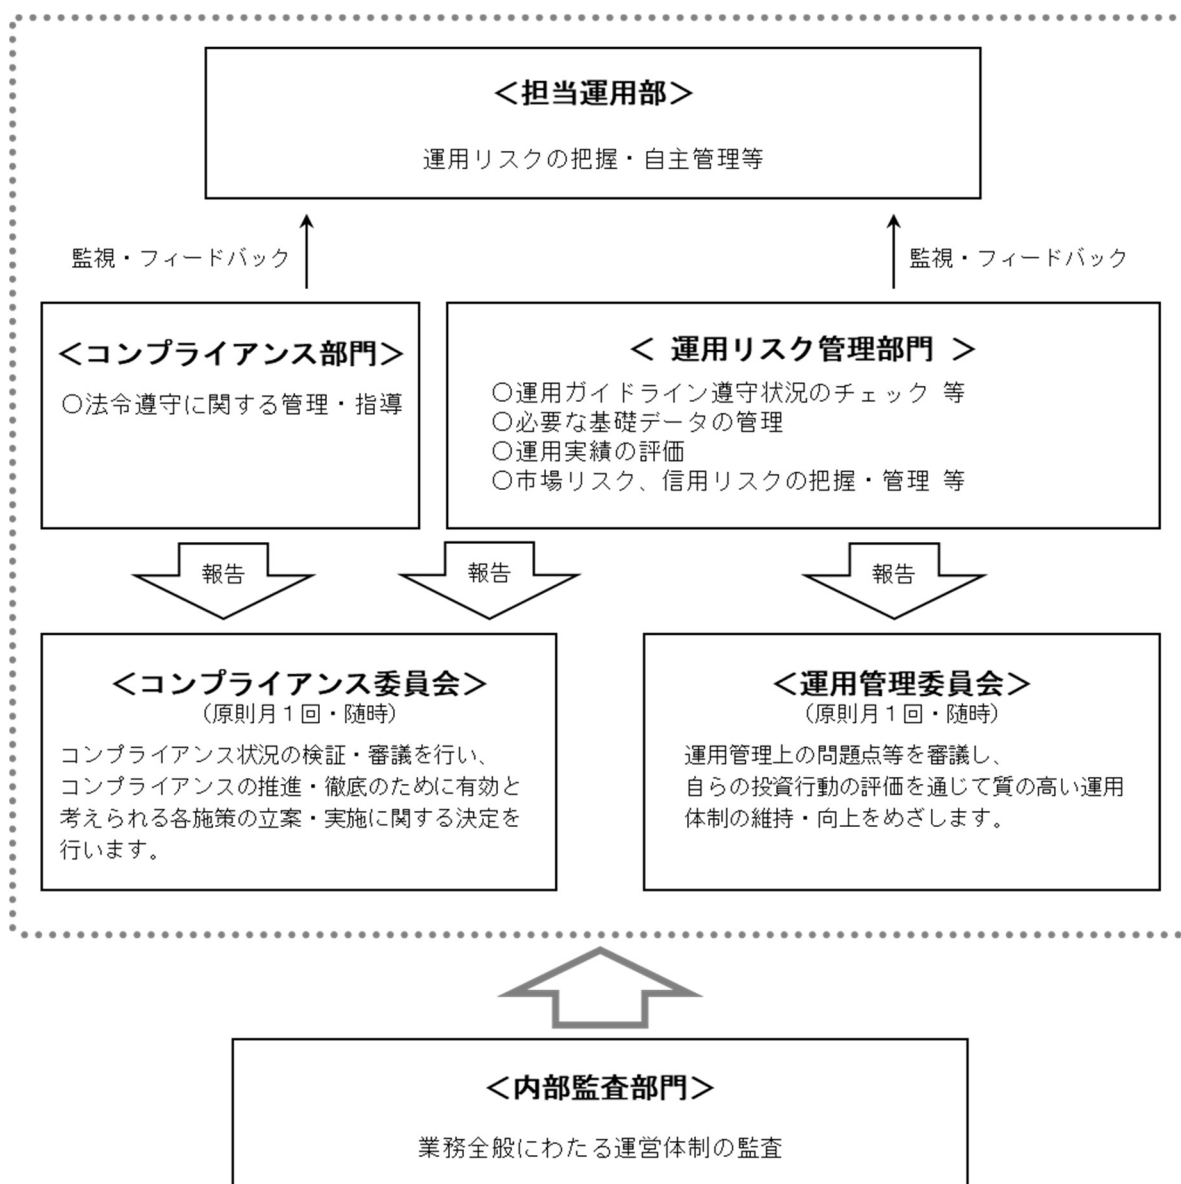 ＜担当運用部＞
運用リスクの把握・自主管理等
監視・フィードバック
監視・フィードバック
＜コンプライアンス部門＞
○法令遵守に関する管理・指導
＜ 運用リスク管理部門 ＞
○運用ガイドライン遵守状況のチェック 等
○必要な基礎データの管理
○運用実績の評価
○市場リスク、信用リスクの把握・管理 等
報告
報告
報告
＜コンプライアンス委員会＞
（原則月１回・随時）
コンプライアンス状況の検証・審議を行い、
コンプライアンスの推進・徹底のために有効と
考えられる各施策の立案・実施に関する決定を
行います。
＜運用管理委員会＞
（原則月１回・随時）
運用管理上の問題点等を審議し、
自らの投資行動の評価を通じて質の高い運用
体制の維持・向上をめざします。
＜内部監査部門＞
業務全般にわたる運営体制の監査